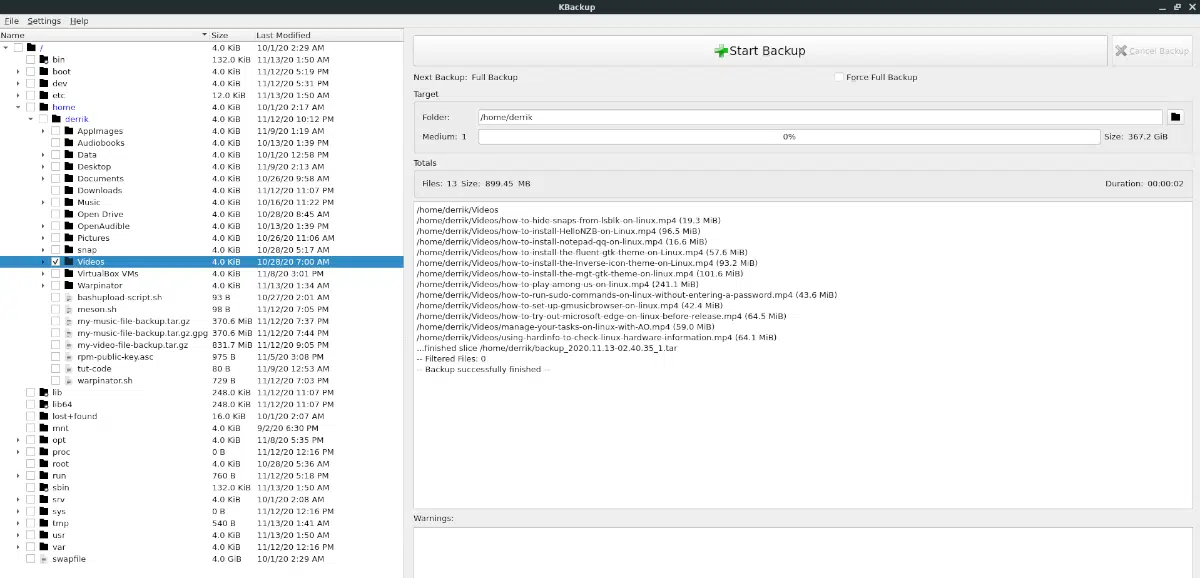 KBackup
File Settings Help
Name Size Last Modified
/ 4.0 KiB 10/1/20 2:29 AM
bin 132.0 KiB 11/13/20 1:50 AM
boot 4.0 KiB 11/12/20 5:19 PM
dev 4.0 KiB 11/12/20 5:31 PM
etc 12.0 KiB 11/13/20 1:50 AM
home 4.0 KiB 10/1/20 2:17 AM
derrik 4.0 KiB 11/12/20 10:12 PM
AppImages 4.0 KiB 11/9/20 1:19 AM
Audiobooks 4.0 KiB 10/13/20 1:39 PM
Data 4.0 KiB 10/1/20 12:58 PM
Desktop 4.0 KiB 11/9/20 2:13 AM
Documents 4.0 KiB 10/26/20 9:58 AM
Downloads 4.0 KiB 11/12/20 11:07 PM
Music 4.0 KiB 10/16/20 11:22 PM
Open Drive 4.0 KiB 10/28/20 8:45 AM
OpenAudible 4.0 KiB 10/13/20 1:39 PM
Pictures 4.0 KiB 10/26/20 11:06 AM
snap 4.0 KiB 10/28/20 5:17 AM
Videos 4.0 KiB 10/28/20 7:00 AM
VirtualBox VMs 4.0 KiB 11/8/20 3:01 PM
Warpinator 4.0 KiB 11/13/20 1:34 AM
bashupload-script.sh 93 B 10/27/20 2:01 AM
meson.sh 98 B 11/12/20 7:05 PM
my-music-file-backup.tar.gz 370.6 MiB 11/12/20 7:37 PM
my-music-file-backup.tar.gz.gpg 370.6 MiB 11/12/20 7:44 PM
my-video-file-backup.tar.gz 831.7 MiB 11/12/20 9:05 PM
rpm-public-key.asc 975 B 11/5/20 3:08 PM
tut-code 80 B 11/9/20 12:53 AM
warpinator.sh 729 B 11/12/20 7:03 PM
lib 248.0 KiB 11/12/20 11:07 PM
lib64 248.0 KiB 11/12/20 11:07 PM
lost+found 16.0 KiB 10/1/20 2:07 AM
mnt 4.0 KiB 9/2/20 6:30 PM
opt 4.0 KiB 11/8/20 5:35 PM
proc 0 B 11/12/20 12:16 PM
root 4.0 KiB 10/28/20 5:36 AM
run 760 B 11/12/20 5:18 PM
sbin 132.0 KiB 11/13/20 1:50 AM
srv 4.0 KiB 10/1/20 2:08 AM
sys 0 B 11/12/20 12:16 PM
tmp 540 B 11/13/20 1:41 AM
usr 4.0 KiB 11/13/20 1:50 AM
var 4.0 KiB 11/12/20 12:16 PM
swapfile 4.0 GiB 10/1/20 2:29 AM
Start Backup Cancel Backup
Next Backup: Full Backup Force Full Backup
Target
Folder: /home/derrik
Medium: 1 0% Size: 367.2 GiB
Totals
Files: 13 Size: 899.45 MB Duration: 00:00:02
/home/derrik/Videos
/home/derrik/Videos/how-to-hide-snaps-from-lsblk-on-linux.mp4 (19.3 MiB)
/home/derrik/Videos/how-to-install-HelloNZB-on-Linux.mp4 (96.5 MiB)
/home/derrik/Videos/how-to-install-notepad-qq-on-linux.mp4 (16.6 MiB)
/home/derrik/Videos/how-to-install-the-fluent-gtk-theme-on-Linux.mp4 (57.6 MiB)
/home/derrik/Videos/how-to-install-the-Inverse-icon-theme-on-Linux.mp4 (93.2 MiB)
/home/derrik/Videos/how-to-install-the-mgt-gtk-theme-on-linux.mp4 (101.6 MiB)
/home/derrik/Videos/how-to-play-among-us-on-linux.mp4 (241.1 MiB)
/home/derrik/Videos/how-to-run-sudo-commands-on-linux-without-entering-a-password.mp4 (43.6 MiB)
/home/derrik/Videos/how-to-set-up-gmusicbrowser-on-linux.mp4 (42.4 MiB)
/home/derrik/Videos/how-to-try-out-microsoft-edge-on-linux-before-release.mp4 (64.5 MiB)
/home/derrik/Videos/manage-your-tasks-on-linux-with-AO.mp4 (59.0 MiB)
/home/derrik/Videos/using-hardinfo-to-check-linux-hardware-information.mp4 (64.1 MiB)
...finished slice /home/derrik/backup_2020.11.13-02.40.35_1.tar
-- Filtered Files: 0
-- Backup successfully finished --
Warnings: